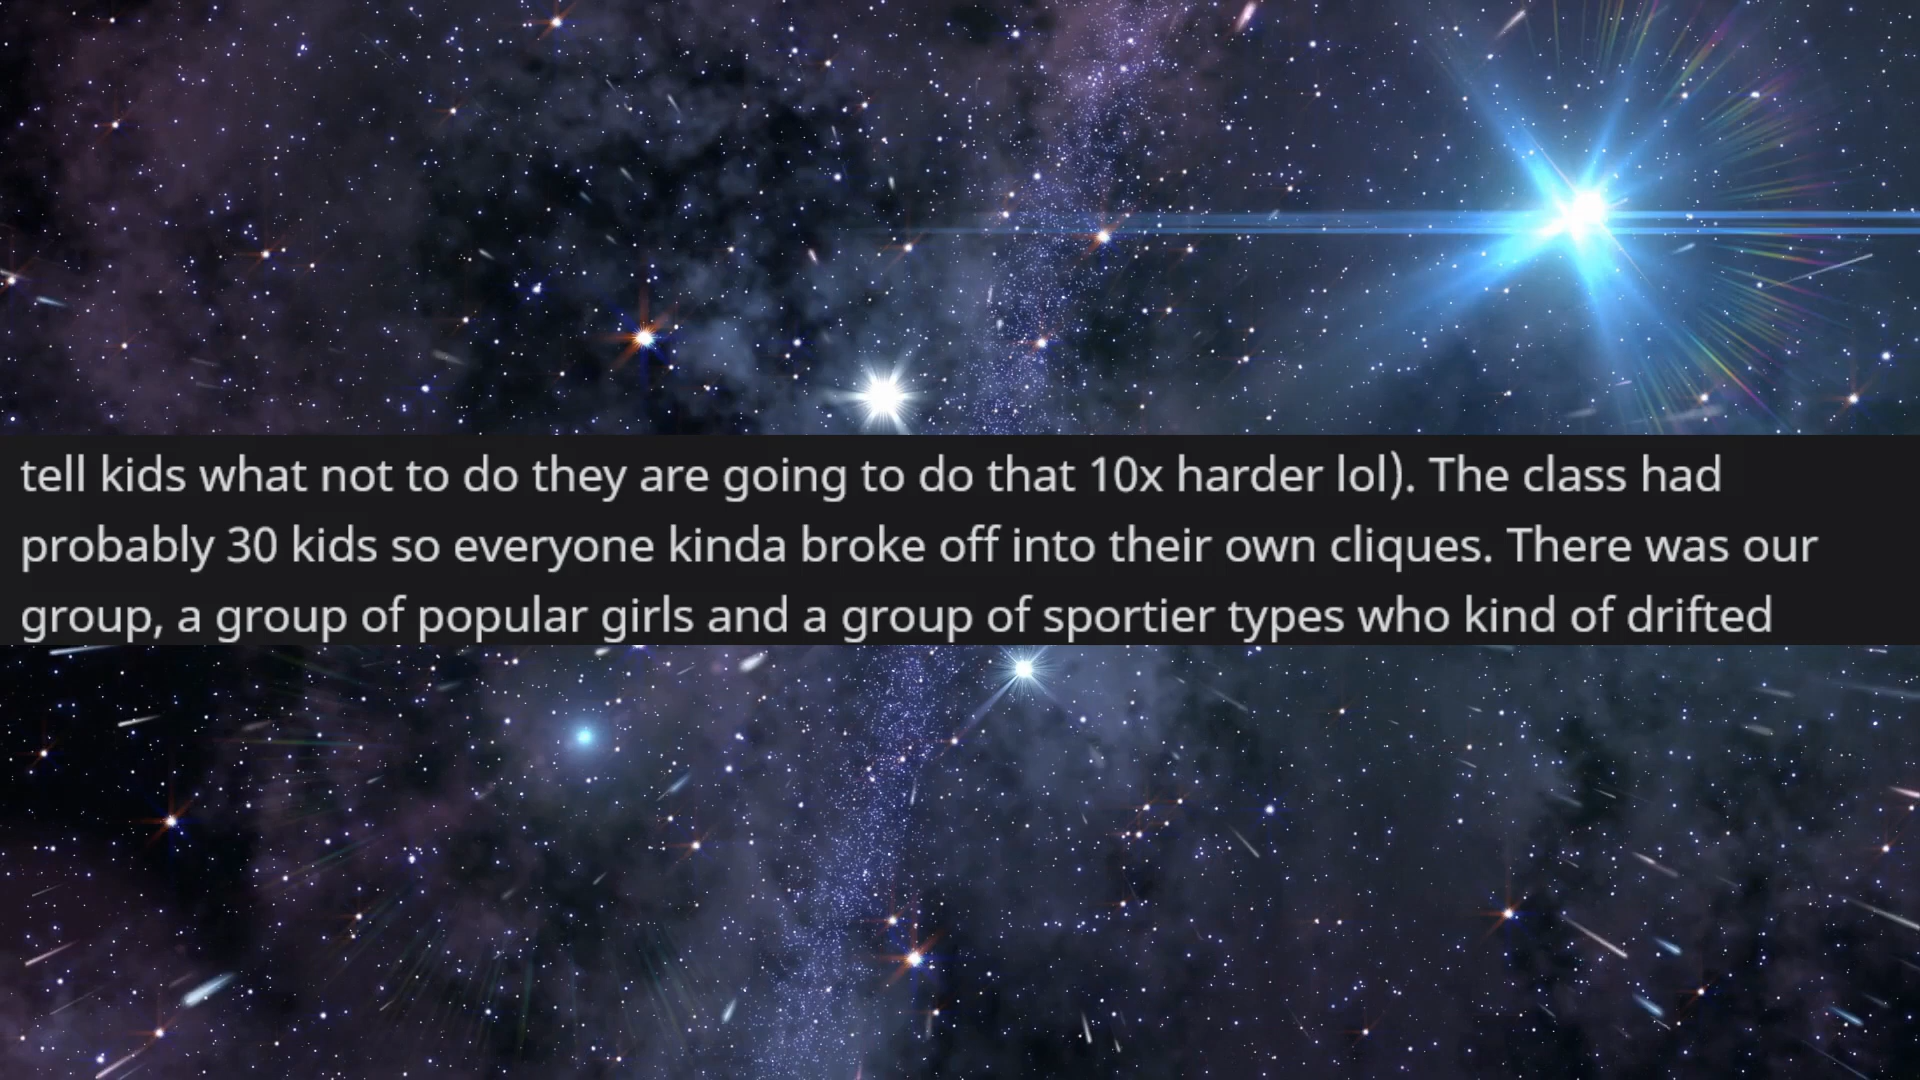 tell kids what not to do they are going to do that 10x harder lol). The class had
probably 30 kids so everyone kinda broke off into their own cliques. There was our
group, a group of popular girls and a group of sportier types who kind of drifted